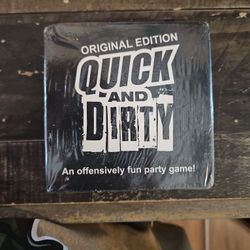 ORIGINAL EDITION
QUICK
AND
DIRTY
An offensively fun party game!